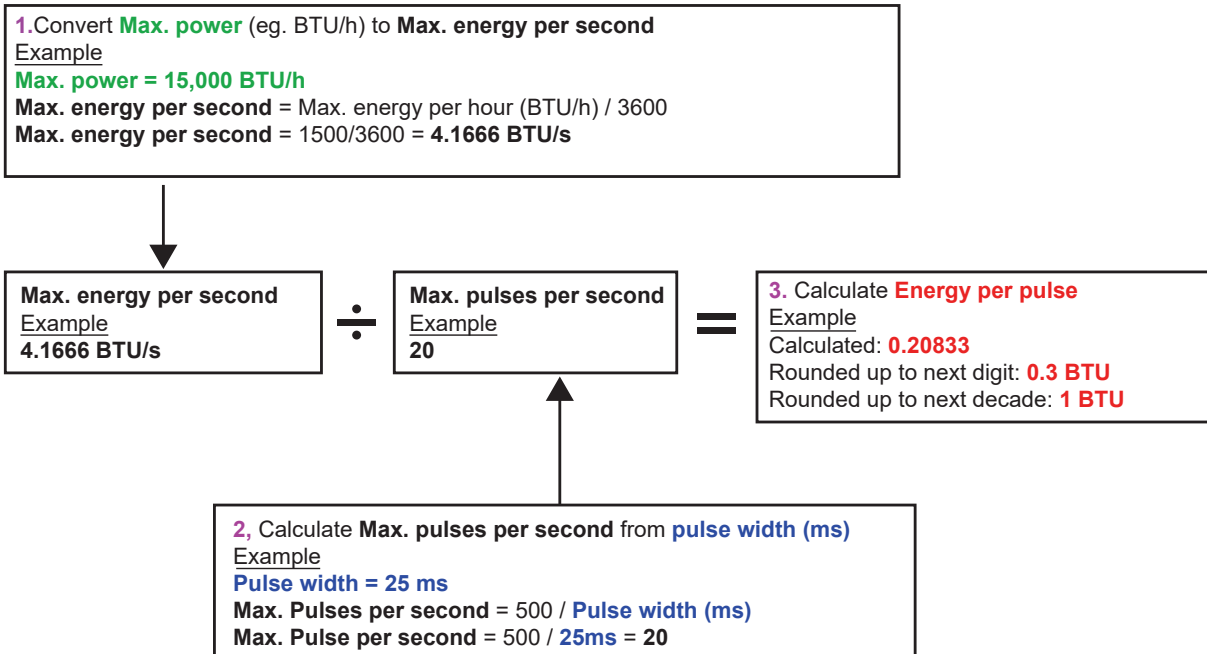 1.Convert Max. power (eg. BTU/h) to Max. energy per second
Example
Max. power = 15,000 BTU/h
Max. energy per second = Max. energy per hour (BTU/h) / 3600
Max. energy per second = 1500/3600 = 4.1666 BTU/s
Max. energy per second
Example
4.1666 BTU/s
÷
Max. pulses per second
Example
20
=
3. Calculate Energy per pulse
Example
Calculated: 0.20833
Rounded up to next digit: 0.3 BTU
Rounded up to next decade: 1 BTU
2, Calculate Max. pulses per second from pulse width (ms)
Example
Pulse width = 25 ms
Max. Pulses per second = 500 / Pulse width (ms)
Max. Pulse per second = 500 / 25ms = 20